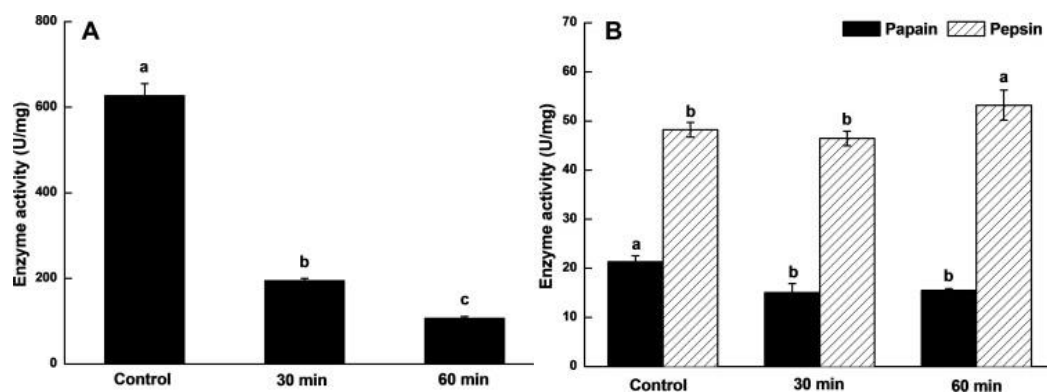 A
Enzyme activity (U/mg)
800
600
400
200
0
a
b
c
Control
30 min
60 min
B
Papain
Pepsin
Enzyme activity (U/mg)
70
60
50
40
30
20
10
0
a
b
b
b
b
a
Control
30 min
60 min